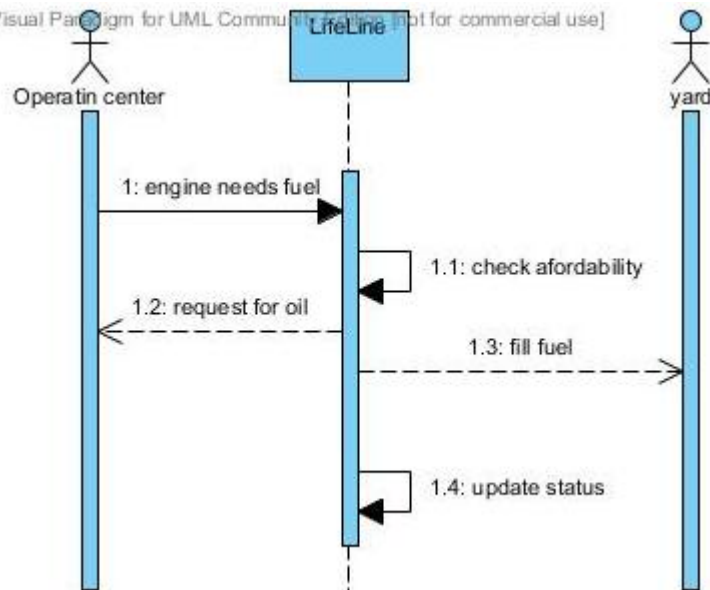 Visual Paradigm for UML Community Edition [not for commercial use]
LifeLine
Operatin center
yard
1: engine needs fuel
1.1: check afordability
1.2: request for oil
1.3: fill fuel
1.4: update status